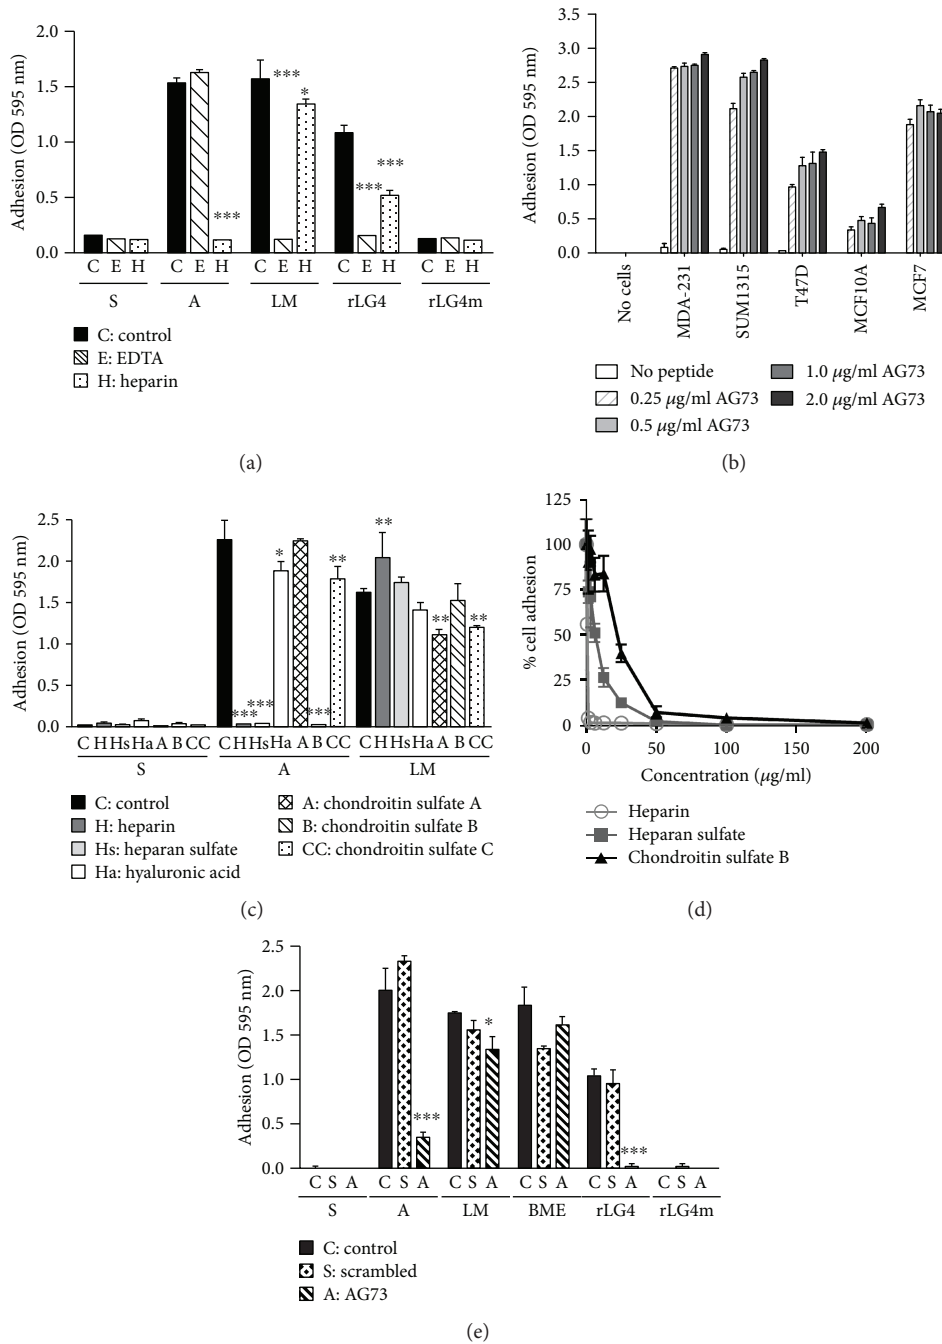 2.0
1.5
1.0
0.5
0.0
Adhesion (OD 595 nm)
*** *** * *** ***
C E H C E H C E H C E H C E H
S A LM rLG4 rLG4m
C: control
E: EDTA
H: heparin
(a)
3.5
3.0
2.5
2.0
1.5
1.0
0.5
0.0
Adhesion (OD 595 nm)
No cells
MDA-231
SUM1315
T47D
MCF10A
MCF7
No peptide
0.25 μg/ml AG73
0.5 μg/ml AG73
1.0 μg/ml AG73
2.0 μg/ml AG73
(b)
2.5
2.0
1.5
1.0
0.5
0.0
Adhesion (OD 595 nm)
*** *** * *** ** ** ** **
C H Hs Ha A B CC C H Hs Ha A B CC C H Hs Ha A B CC
S A LM
C: control
H: heparin
Hs: heparan sulfate
Ha: hyaluronic acid
A: chondroitin sulfate A
B: chondroitin sulfate B
CC: chondroitin sulfate C
(c)
125
100
75
50
25
0
% cell adhesion
0 50 100 150 200
Concentration (μg/ml)
Heparin
Heparan sulfate
Chondroitin sulfate B
(d)
2.5
2.0
1.5
1.0
0.5
0.0
Adhesion (OD 595 nm)
*** * ***
C S A C S A C S A C S A C S A C S A
S A LM BME rLG4 rLG4m
C: control
S: scrambled
A: AG73
(e)